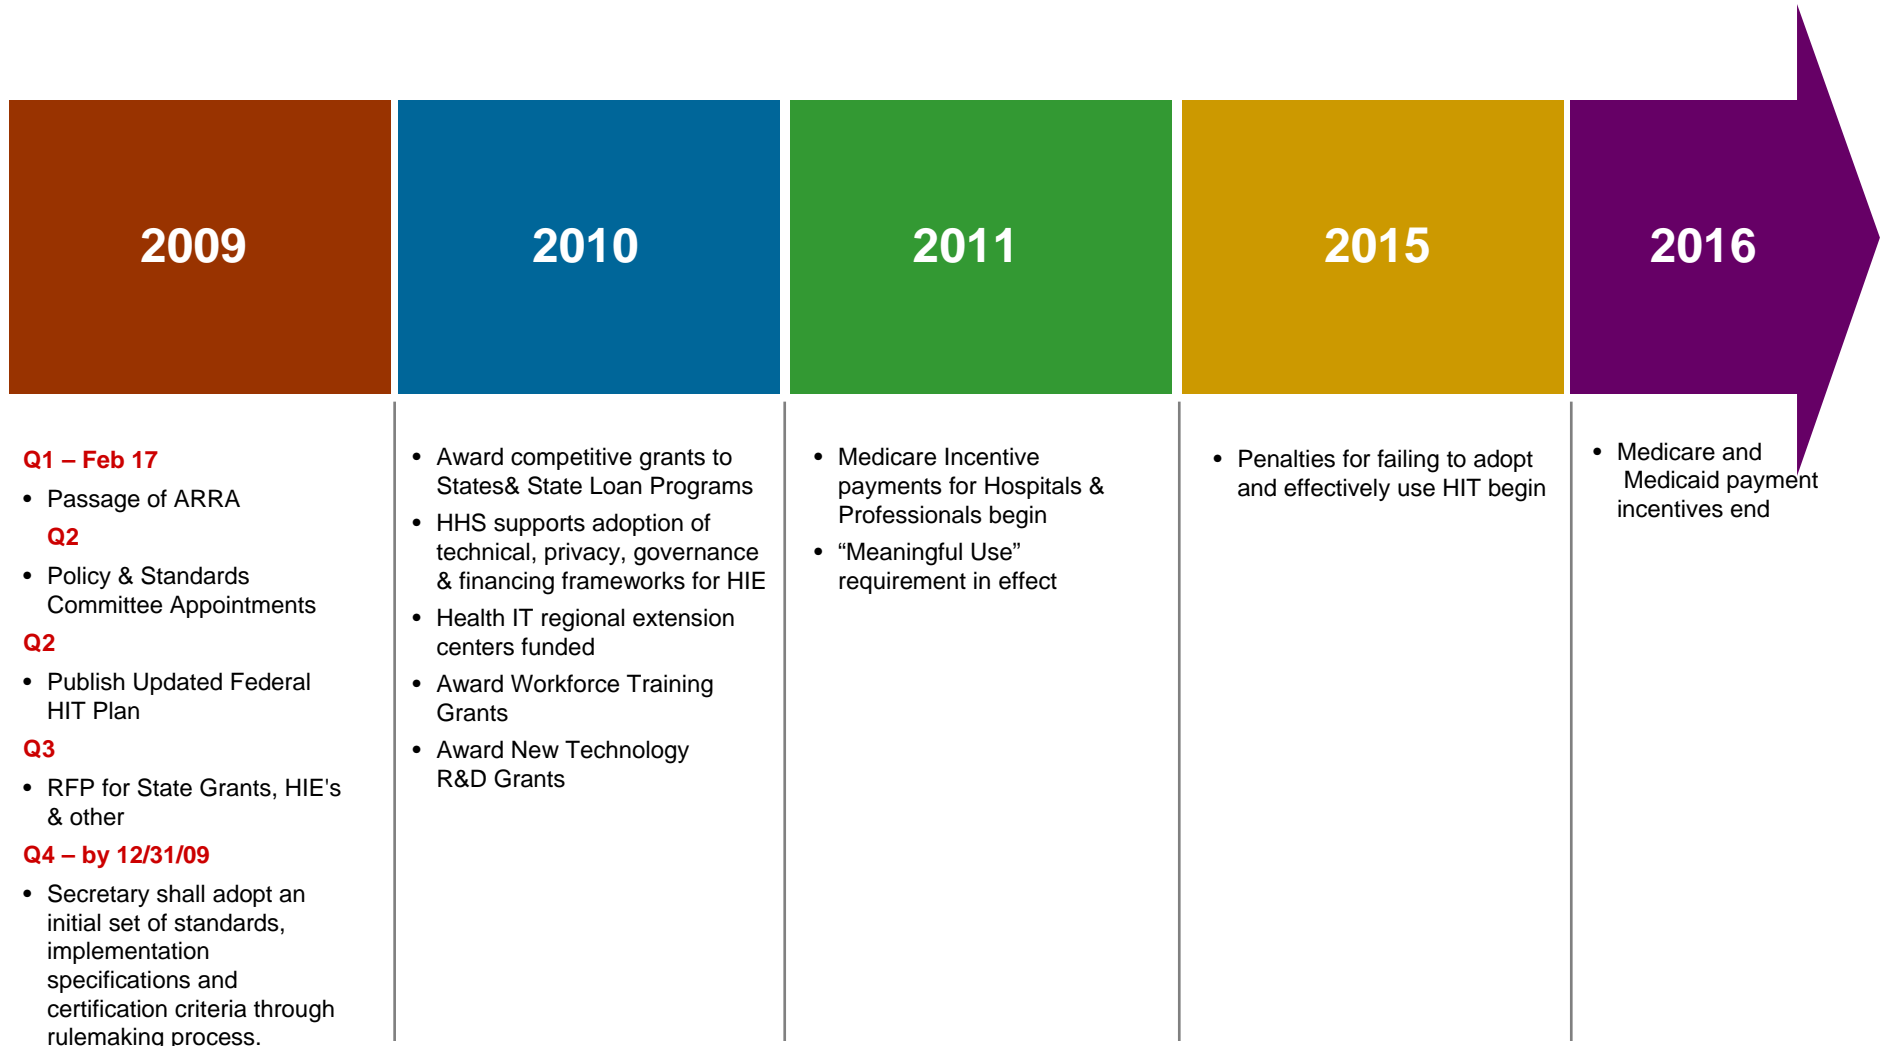 2009
2010
2011
2015
2016
Q1 – Feb 17
• Passage of ARRA
Q2
• Policy & Standards
Committee Appointments
Q2
• Publish Updated Federal
HIT Plan
Q3
• RFP for State Grants, HIE's
& other
Q4 – by 12/31/09
• Secretary shall adopt an
initial set of standards,
implementation
specifications and
certification criteria through
rulemaking process.
• Award competitive grants to
States& State Loan Programs
• HHS supports adoption of
technical, privacy, governance
& financing frameworks for HIE
• Health IT regional extension
centers funded
• Award Workforce Training
Grants
• Award New Technology
R&D Grants
• Medicare Incentive
payments for Hospitals &
Professionals begin
• “Meaningful Use”
requirement in effect
• Penalties for failing to adopt
and effectively use HIT begin
• Medicare and
Medicaid payment
incentives end